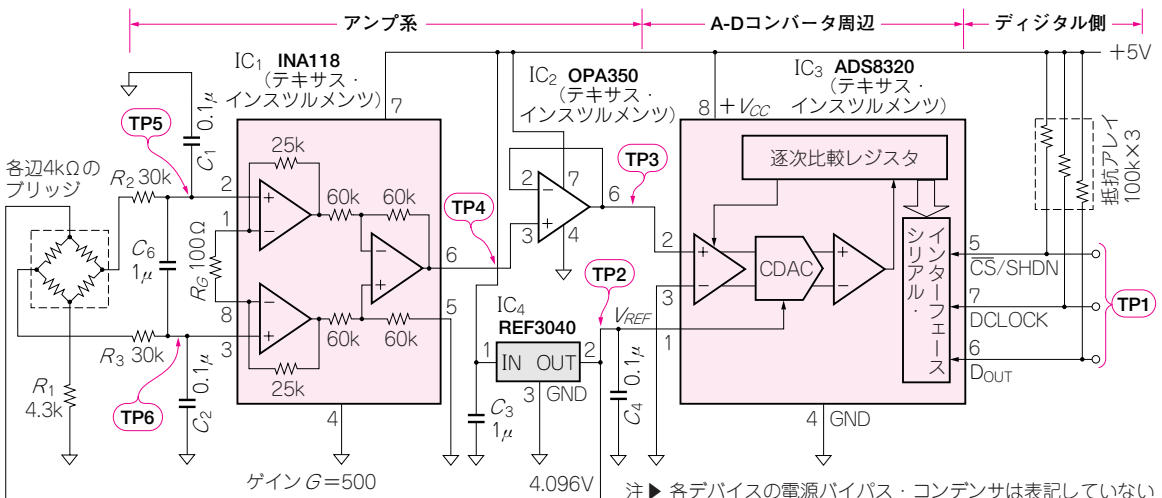 アンプ系
A-Dコンバータ周辺
ディジタル側
+5V
IC1 INA118
(テキサス・
インスツルメンツ)
IC2 OPA350
(テキサス・
インスツルメンツ)
IC3 ADS8320
(テキサス・
インスツルメンツ)
7
8 +VCC
0.1μ
C1
TP5
各辺4kΩの
ブリッジ
R2 30k
2
1
RG 100Ω
8
3
C6
1μ
R3 30k
R1
4.3k
TP6
C2 0.1μ
25k
60k
60k
60k
60k
25k
6
5
4
ゲインG=500
TP4
2
3
7
4
6
TP3
TP2
IC4
REF3040
1
IN OUT
2
3
GND
C3
1μ
4.096V
VREF
C4 0.1μ
2
3
1
逐次比較レジスタ
CDAC
シリアル・
インターフェース
4 GND
抵抗アレイ
100k×3
5
CS/SHDN
7
DCLOCK
6
DOUT
TP1
注▶ 各デバイスの電源バイパス・コンデンサは表記していない